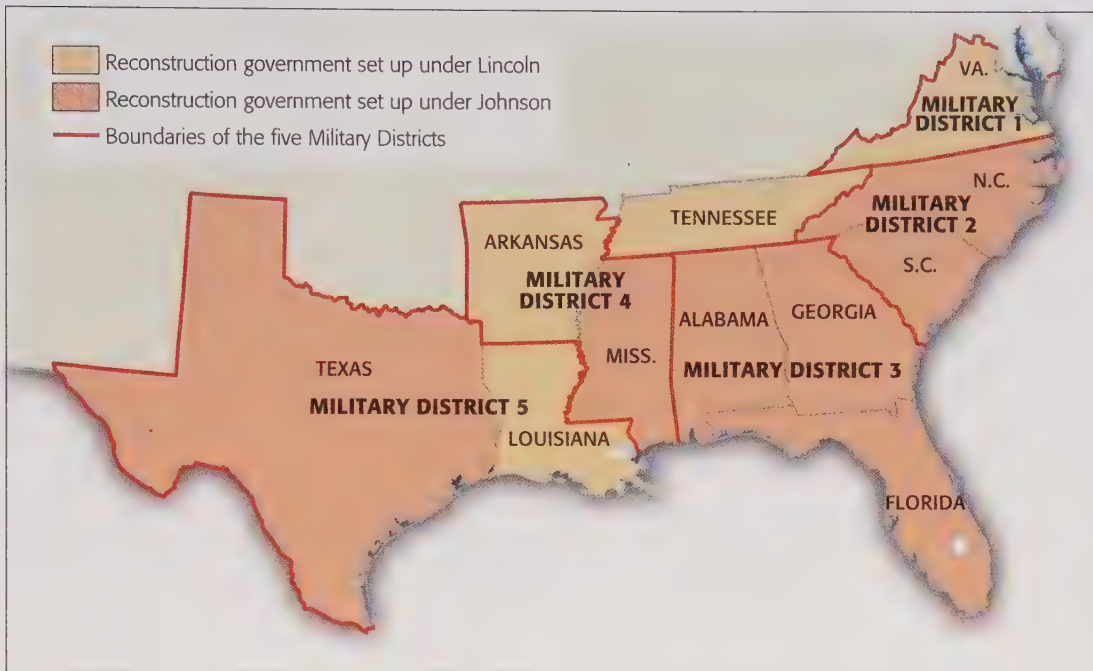 Reconstruction government set up under Lincoln
Reconstruction government set up under Johnson
Boundaries of the five Military Districts
VA.
MILITARY
DISTRICT 1
N.C.
MILITARY
DISTRICT 2
S.C.
TENNESSEE
ARKANSAS
MILITARY
DISTRICT 4
MISS.
ALABAMA
GEORGIA
MILITARY DISTRICT 3
TEXAS
MILITARY DISTRICT 5
LOUISIANA
FLORIDA